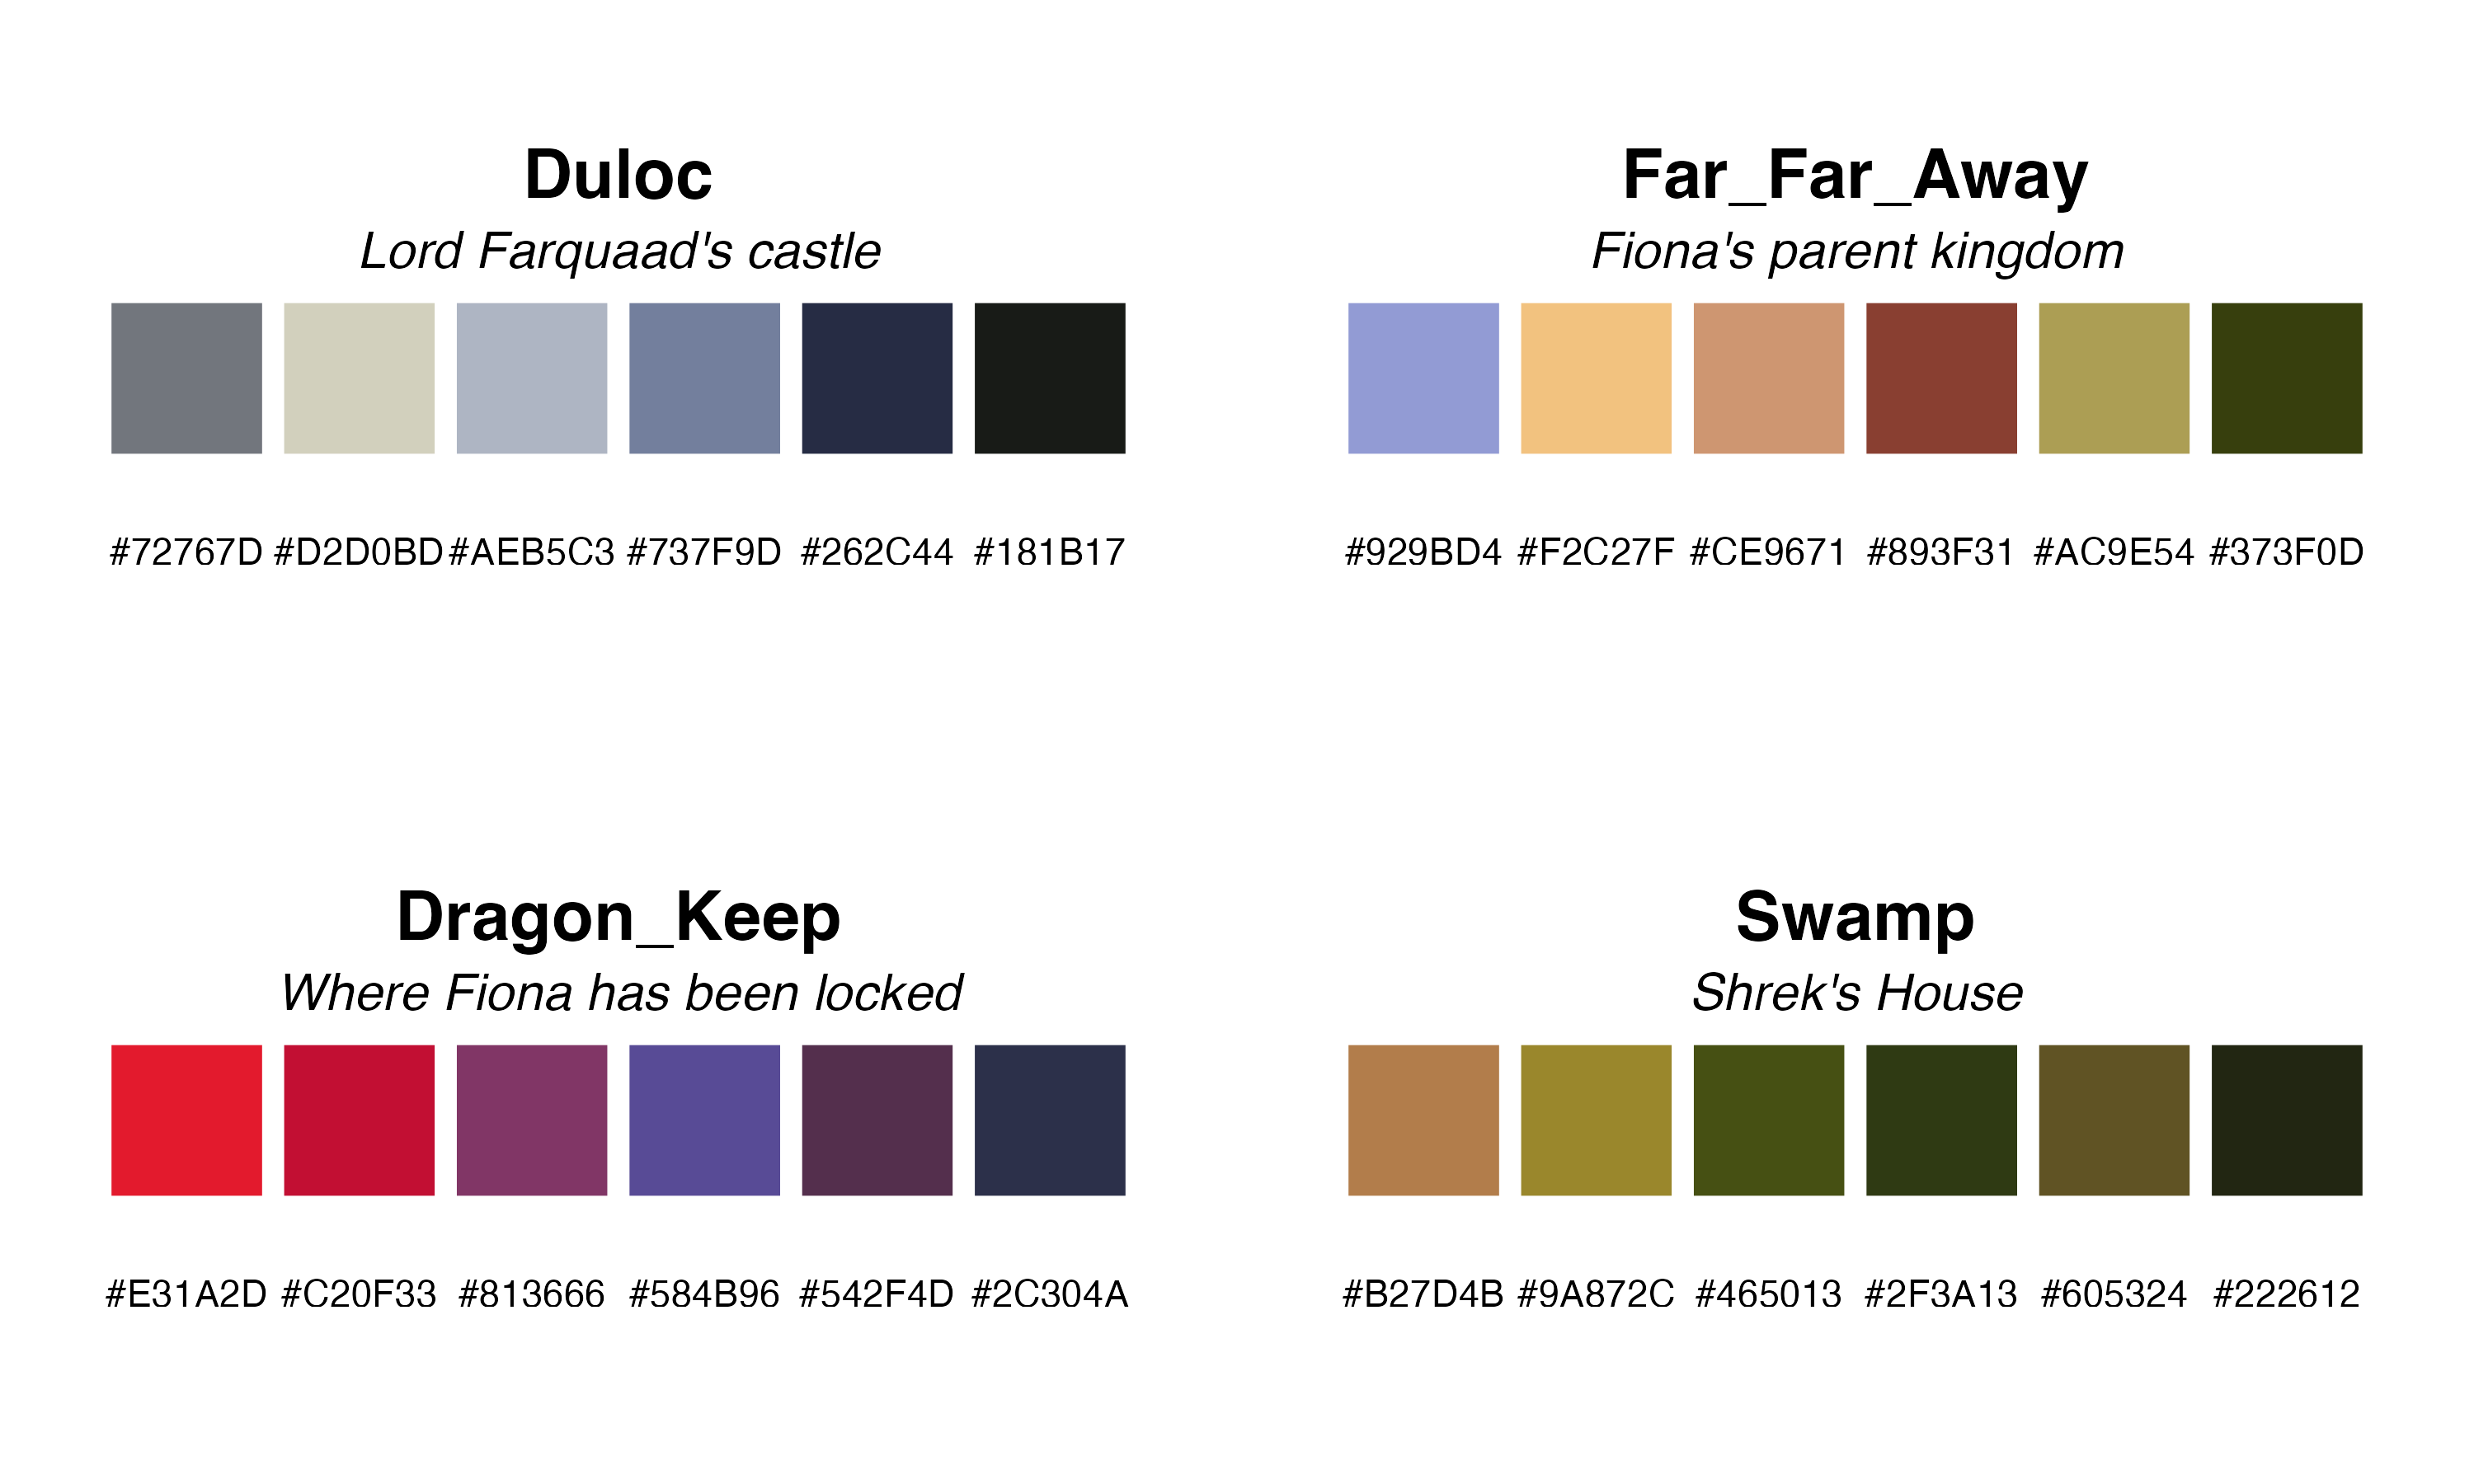 Duloc
Lord Farquaad's castle
#72767D #D2D0BD #AEB5C3 #737F9D #262C44 #181B17
Far_Far_Away
Fiona's parent kingdom
#929BD4 #F2C27F #CE9671 #893F31 #AC9E54 #373F0D
Dragon_Keep
Where Fiona has been locked
#E31A2D #C20F33 #813666 #584B96 #542F4D #2C304A
Swamp
Shrek's House
#B27D4B #9A872C #465013 #2F3A13 #605324 #222612